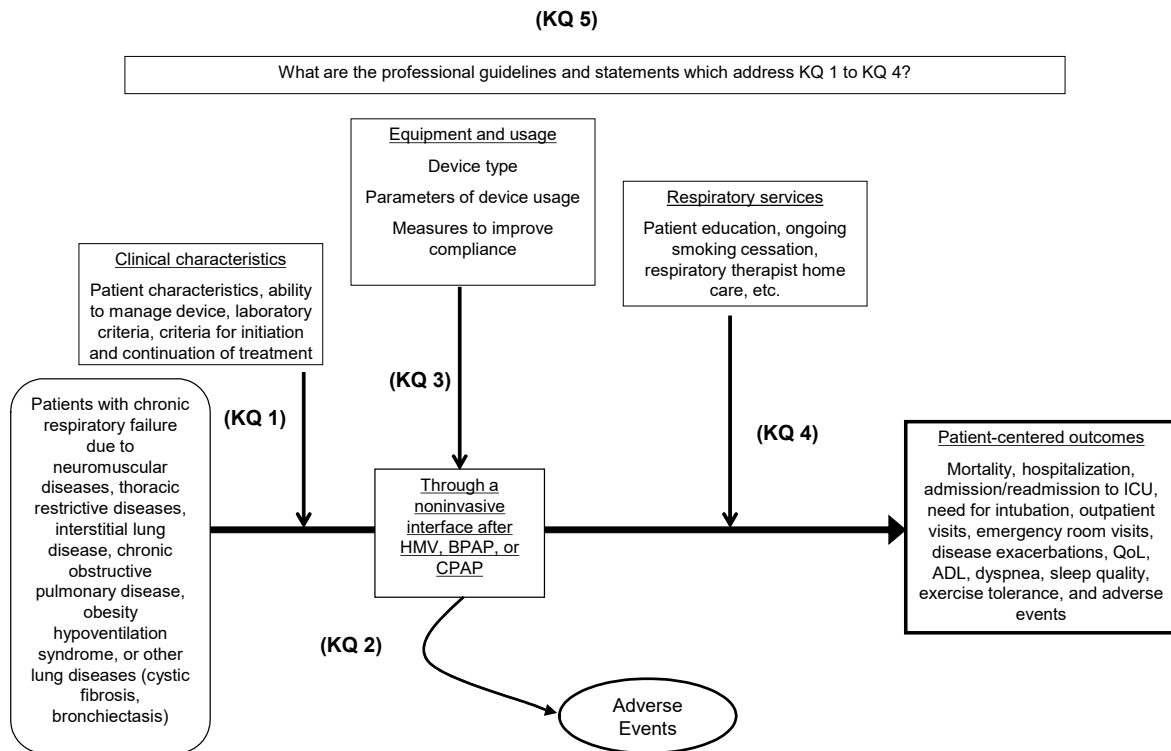 (KQ 5)
What are the professional guidelines and statements which address KQ 1 to KQ 4?
Equipment and usage
Device type
Parameters of device usage
Measures to improve
compliance
Respiratory services
Patient education, ongoing
smoking cessation,
respiratory therapist home
care, etc.
Clinical characteristics
Patient characteristics, ability
to manage device, laboratory
criteria, criteria for initiation
and continuation of treatment
(KQ 3)
(KQ 1)
(KQ 4)
Patients with chronic
respiratory failure
due to
neuromuscular
diseases, thoracic
restrictive diseases,
interstitial lung
disease, chronic
obstructive
pulmonary disease,
obesity
hypoventilation
syndrome, or other
lung diseases (cystic
fibrosis,
bronchiectasis)
Through a
noninvasive
interface after
HMV, BPAP, or
CPAP
Patient-centered outcomes
Mortality, hospitalization,
admission/readmission to ICU,
need for intubation, outpatient
visits, emergency room visits,
disease exacerbations, QoL,
ADL, dyspnea, sleep quality,
exercise tolerance, and adverse
events
(KQ 2)
Adverse
Events